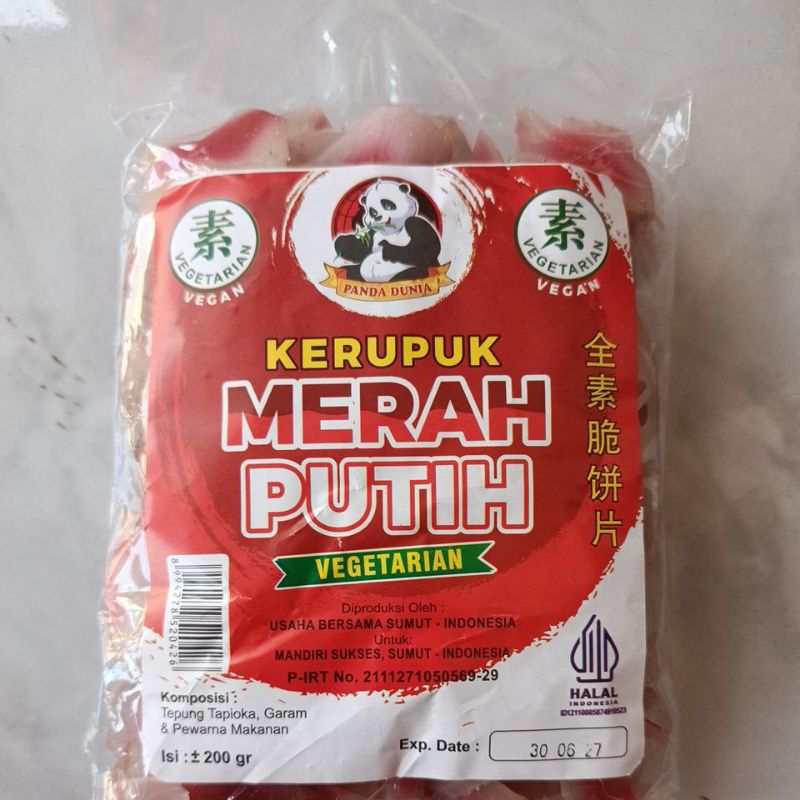 素
VEGETARIAN
VEGAN
PANDA DUNIA
素
VEGETARIAN
VEGAN
KERUPUK
MERAH
PUTIH
VEGETARIAN
全素脆饼片
Diproduksi Oleh :
USAHA BERSAMA SUMUT - INDONESIA
Untuk:
MANDIRI SUKSES, SUMUT - INDONESIA
P-IRT No. 2111271050569-29
8994278520426
Komposisi :
Tepung Tapioka, Garam
& Pewarna Makanan
Isi : ± 200 gr
Exp. Date :
30 06 27
HALAL
INDONESIA